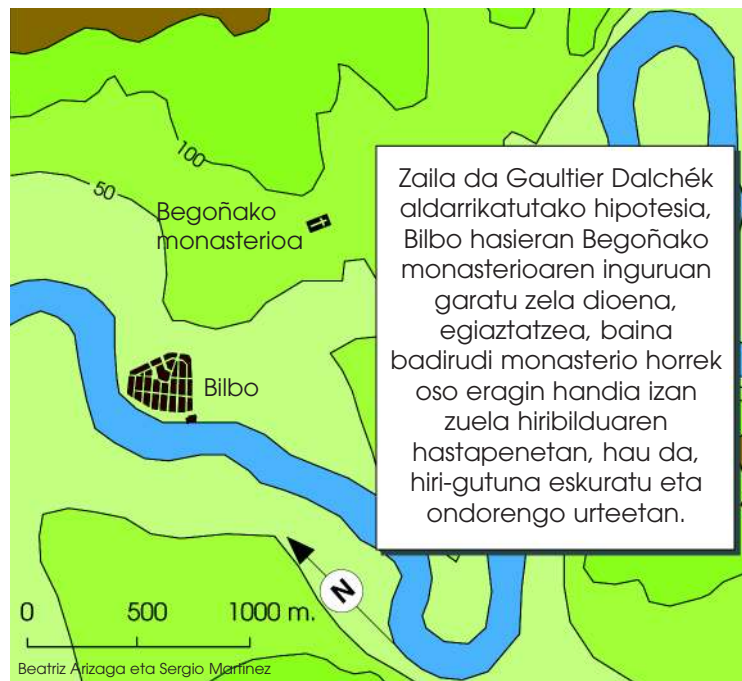 100
50
Begoñako
monasterioa
Bilbo
Zaila da Gaultier Dalchék
aldarrikatutako hipotesia,
Bilbo hasieran Begoñako
monasterioaren inguruan
garatu zela dioena,
egiaztatzea, baina
badirudi monasterio horrek
oso eragin handia izan
zuela hiribilduaren
hastapenetan, hau da,
hiri-gutuna eskuratu eta
ondorengo urteetan.
N
0 500 1000 m.
Beatriz Arizaga eta Sergio Martinez